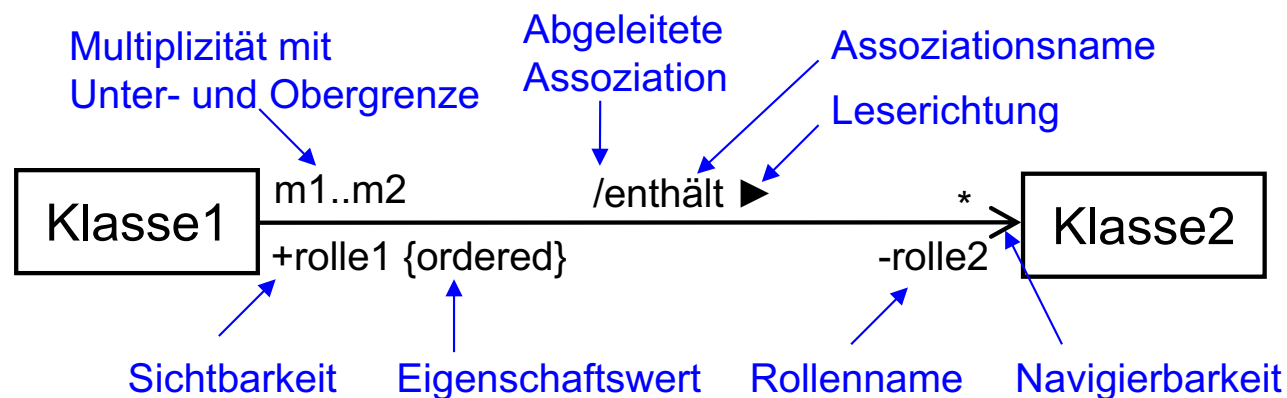 Multiplizität mit
Unter- und Obergrenze
Abgeleitete
Assoziation
Assoziationsname
Leserichtung
Klasse1
m1..m2
/enthält ▶
*
Klasse2
+rolle1 {ordered}
-rolle2
Sichtbarkeit
Eigenschaftswert
Rollenname
Navigierbarkeit